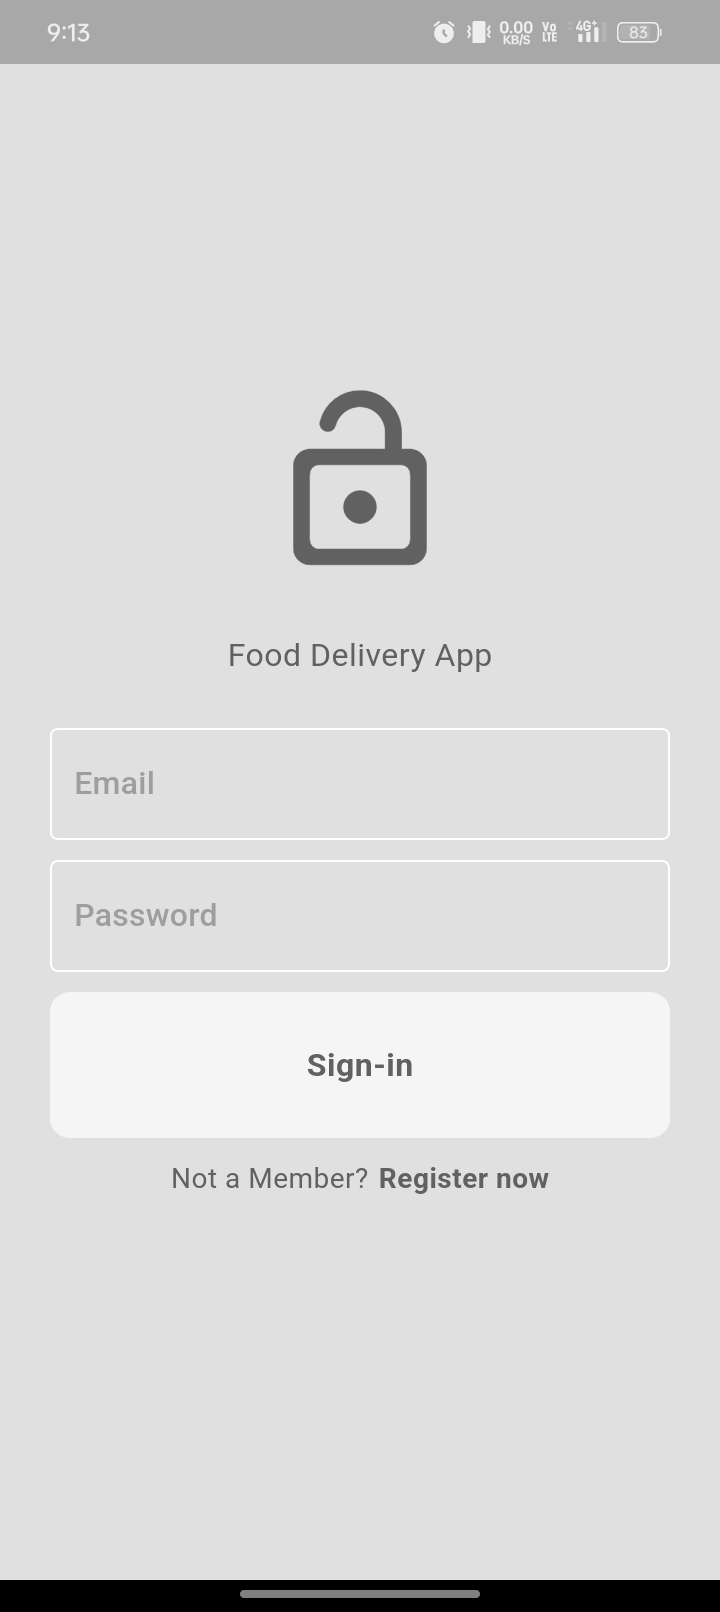 9:13 0.00 KB/S Vo LTE 4G+ 83
Food Delivery App
Email
Password
Sign-in
Not a Member? Register now